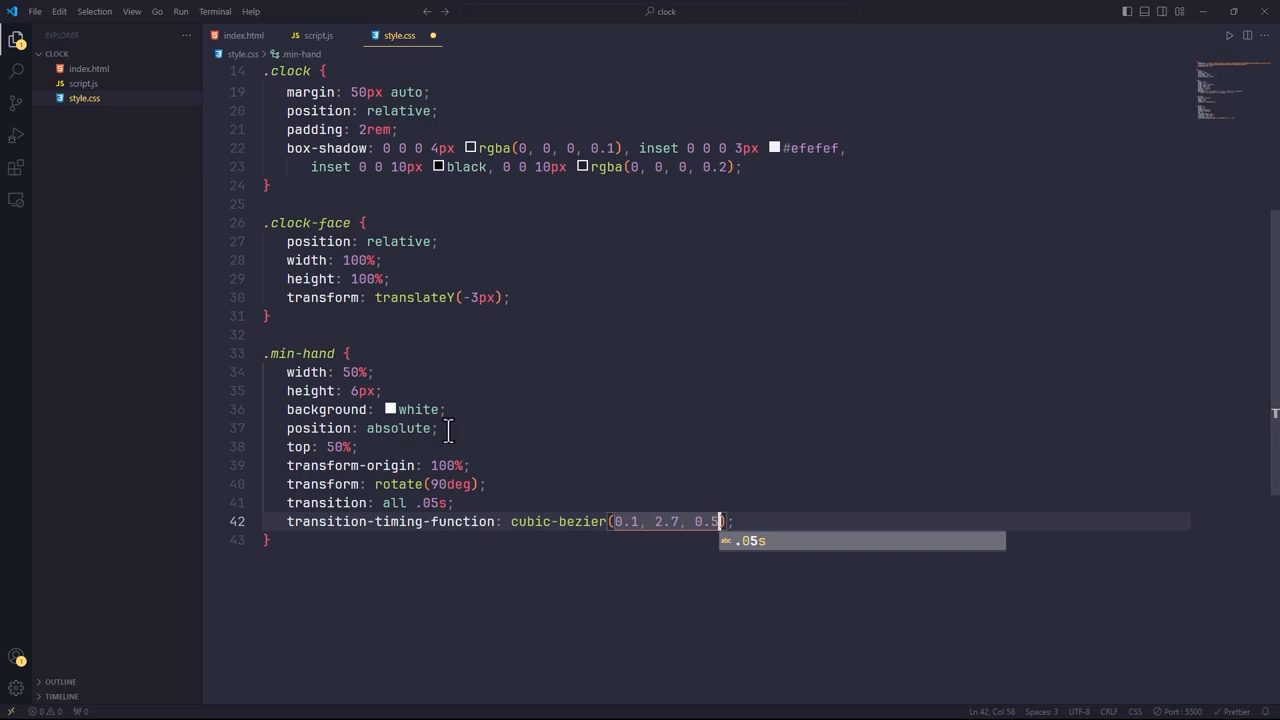 File Edit Selection View Go Run Terminal Help
clock
EXPLORER
index.html script.js style.css
style.css > .min-hand
CLOCK
index.html
script.js
style.css
14 .clock {
19 margin: 50px auto;
20 position: relative;
21 padding: 2rem;
22 box-shadow: 0 0 0 4px rgba(0, 0, 0, 0.1), inset 0 0 0 3px #efefef,
23 inset 0 0 10px black, 0 0 10px rgba(0, 0, 0, 0.2);
24 }
25
26 .clock-face {
27 position: relative;
28 width: 100%;
29 height: 100%;
30 transform: translateY(-3px);
31 }
32
33 .min-hand {
34 width: 50%;
35 height: 6px;
36 background: white;
37 position: absolute;
38 top: 50%;
39 transform-origin: 100%;
40 transform: rotate(90deg);
41 transition: all .05s;
42 transition-timing-function: cubic-bezier(0.1, 2.7, 0.5);
abc .05s
43 }
1
1
OUTLINE
TIMELINE
0 0 0 Ln 42, Col 58 Spaces: 3 UTF-8 CRLF CSS Port : 5500 Prettier